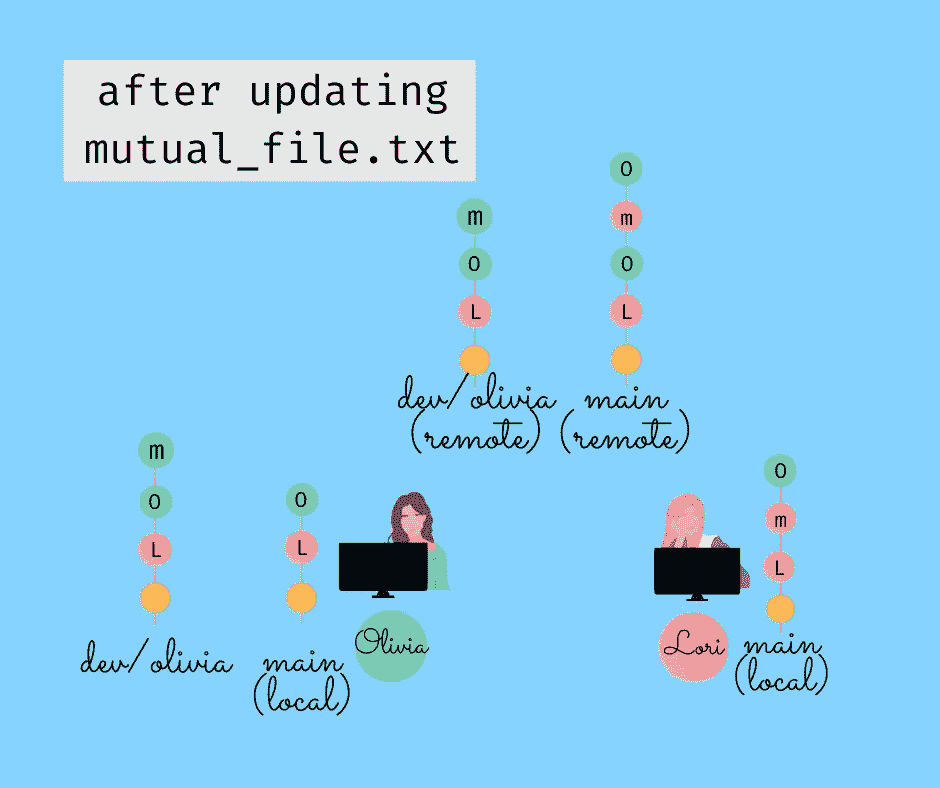 after updating
mutual_file.txt
m
O
L
dev/olivia
(remote)
O
m
O
L
main
(remote)
m
O
L
dev/olivia
O
L
main
(local)
Olivia
Lori
O
m
L
main
(local)